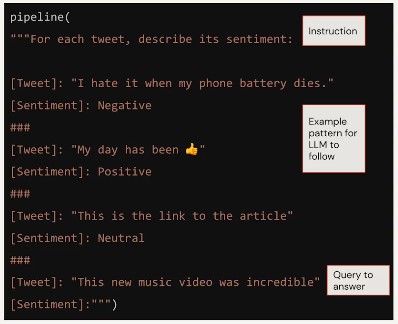 pipeline(
"""For each tweet, describe its sentiment:
Instruction
[Tweet]: "I hate it when my phone battery dies."
[Sentiment]: Negative
###
[Tweet]: "My day has been 👍"
[Sentiment]: Positive
###
Example
pattern for
LLM to
follow
[Tweet]: "This is the link to the article"
[Sentiment]: Neutral
###
[Tweet]: "This new music video was incredible"
[Sentiment]:""")
Query to
answer